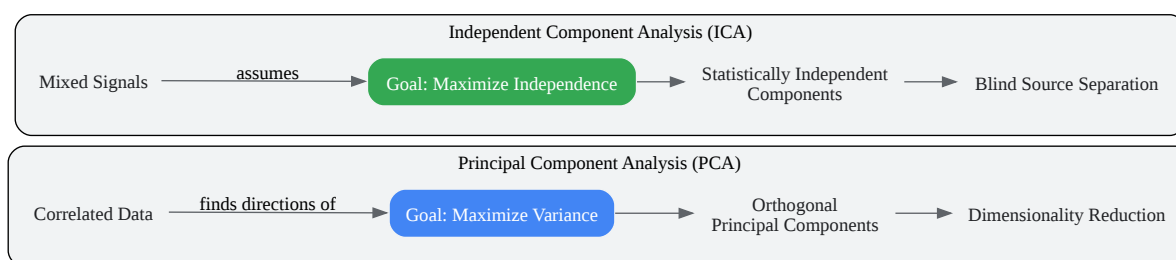 Independent Component Analysis (ICA)
Mixed Signals
assumes
Goal: Maximize Independence
Statistically Independent
Components
Blind Source Separation
Principal Component Analysis (PCA)
Correlated Data
finds directions of
Goal: Maximize Variance
Orthogonal
Principal Components
Dimensionality Reduction